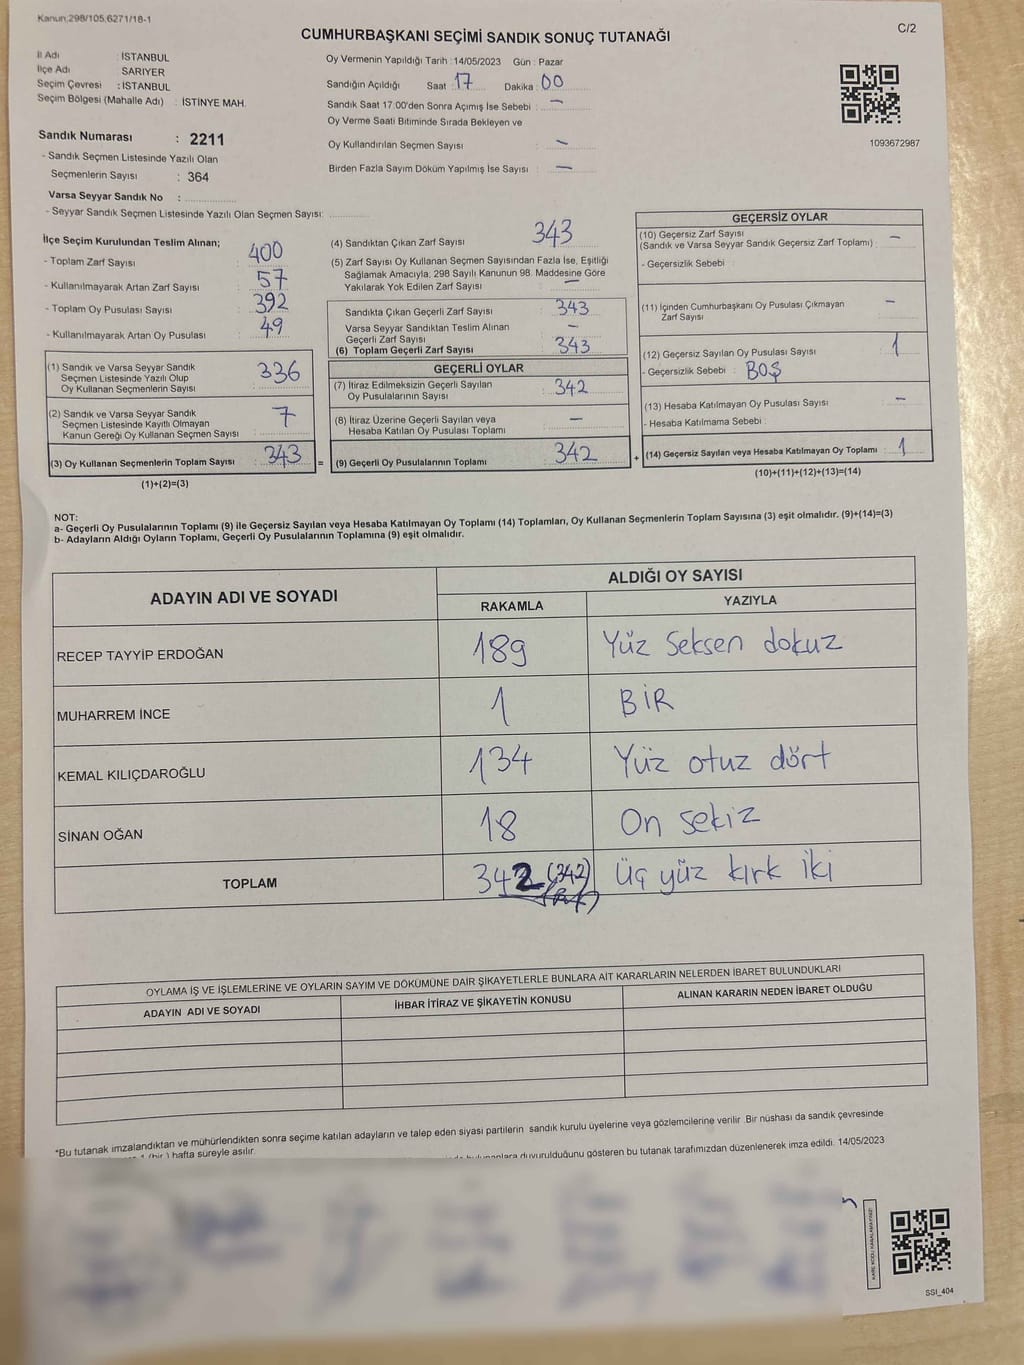 Kanun;298/105,6271/18-1
C/2
CUMHURBAŞKANI SEÇİMİ SANDIK SONUÇ TUTANAĞI
İl Adı : İSTANBUL
İlçe Adı SARIYER
Seçim Çevresi : İSTANBUL
Seçim Bölgesi (Mahalle Adı) : İSTİNYE MAH.
Sandık Numarası : 2211
- Sandık Seçmen Listesinde Yazılı Olan
Seçmenlerin Sayısı : 364
Varsa Seyyar Sandık No :
- Seyyar Sandık Seçmen Listesinde Yazılı Olan Seçmen Sayısı:
Oy Vermenin Yapıldığı Tarih : 14/05/2023 Gün : Pazar
Sandığın Açıldığı Saat : 17 Dakika : 00
Sandık Saat 17:00'den Sonra Açımış İse Sebebi : —
Oy Verme Saati Bitiminde Sırada Bekleyen ve
Oy Kullandırılan Seçmen Sayısı : —
Birden Fazla Sayım Döküm Yapılmış İse Sayısı : —
1093672987
İlçe Seçim Kurulundan Teslim Alınan;
- Toplam Zarf Sayısı : 400
- Kullanılmayarak Artan Zarf Sayısı : 57
- Toplam Oy Pusulası Sayısı : 392
- Kullanılmayarak Artan Oy Pusulası : 49
(1) Sandık ve Varsa Seyyar Sandık
Seçmen Listesinde Yazılı Olup
Oy Kullanan Seçmenlerin Sayısı : 336
(2) Sandık ve Varsa Seyyar Sandık
Seçmen Listesinde Kayıtlı Olmayan
Kanun Gereği Oy Kullanan Seçmen Sayısı : 7
(3) Oy Kullanan Seçmenlerin Toplam Sayısı : 343
(1)+(2)=(3)
(4) Sandıktan Çıkan Zarf Sayısı : 343
(5) Zarf Sayısı Oy Kullanan Seçmen Sayısından Fazla İse, Eşitliği
Sağlamak Amacıyla; 298 Sayılı Kanunun 98. Maddesine Göre
Yakılarak Yok Edilen Zarf Sayısı : —
Sandıkta Çıkan Geçerli Zarf Sayısı : 343
Varsa Seyyar Sandıktan Teslim Alınan
Geçerli Zarf Sayısı : —
(6) Toplam Geçerli Zarf Sayısı : 343
GEÇERLİ OYLAR
(7) İtiraz Edilmeksizin Geçerli Sayılan
Oy Pusulalarının Sayısı : 342
(8) İtiraz Üzerine Geçerli Sayılan veya
Hesaba Katılan Oy Pusulası Toplamı : —
= (9) Geçerli Oy Pusulalarının Toplamı : 342
GEÇERSİZ OYLAR
(10) Geçersiz Zarf Sayısı
(Sandık ve Varsa Seyyar Sandık Geçersiz Zarf Toplamı) : —
- Geçersizlik Sebebi :
(11) İçinden Cumhurbaşkanı Oy Pusulası Çıkmayan
Zarf Sayısı : —
(12) Geçersiz Sayılan Oy Pusulası Sayısı : 1
- Geçersizlik Sebebi : BOŞ
(13) Hesaba Katılmayan Oy Pusulası Sayısı : —
- Hesaba Katılmama Sebebi :
+ (14) Geçersiz Sayılan veya Hesaba Katılmayan Oy Toplamı : 1
(10)+(11)+(12)+(13)=(14)
NOT:
a- Geçerli Oy Pusulalarının Toplamı (9) ile Geçersiz Sayılan veya Hesaba Katılmayan Oy Toplamı (14) Toplamları, Oy Kullanan Seçmenlerin Toplam Sayısına (3) eşit olmalıdır. (9)+(14)=(3)
b- Adayların Aldığı Oyların Toplamı, Geçerli Oy Pusulalarının Toplamına (9) eşit olmalıdır.
ADAYIN ADI VE SOYADI ALDIĞI OY SAYISI
RAKAMLA YAZIYLA
RECEP TAYYİP ERDOĞAN 189 Yüz Seksen dokuz
MUHARREM İNCE 1 BİR
KEMAL KILIÇDAROĞLU 134 Yüz otuz dört
SİNAN OĞAN 18 On sekiz
TOPLAM 342 (342) Üç yüz kırk iki
OYLAMA İŞ VE İŞLEMLERİNE VE OYLARIN SAYIM VE DÖKÜMÜNE DAİR ŞİKAYETLERLE BUNLARA AİT KARARLARIN NELERDEN İBARET BULUNDUKLARI
ADAYIN ADI VE SOYADI İHBAR İTİRAZ VE ŞİKAYETİN KONUSU ALINAN KARARIN NEDEN İBARET OLDUĞU
*Bu tutanak imzalandıktan ve mühürlendikten sonra seçime katılan adayların ve talep eden siyasi partilerin sandık kurulu üyelerine veya gözlemcilerine verilir. Bir nüshası da sandık çevresinde
1 (bir ) hafta süreyle asılır.
duyurulduğunu gösteren bu tutanak tarafımızdan düzenlenerek imza edildi. 14/05/2023
KARE KODU KARALAMAYINIZ!
SSI_404